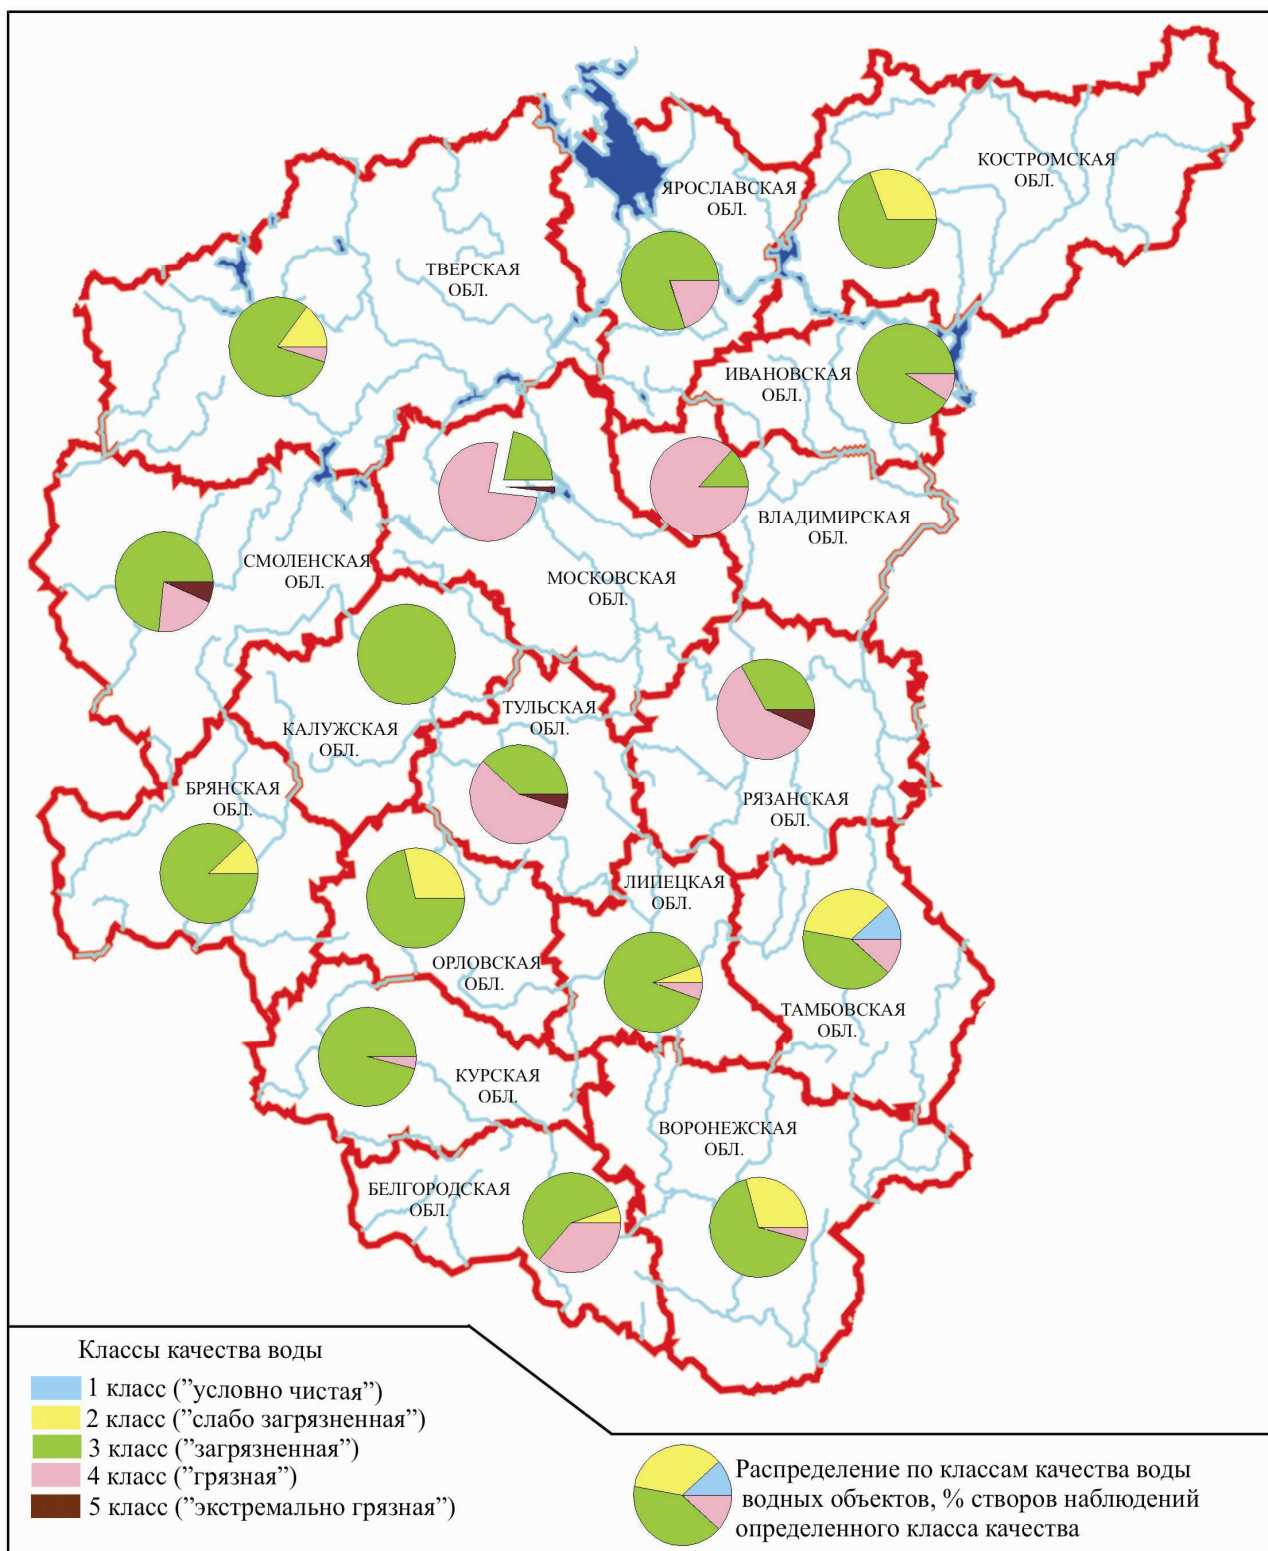 КОСТРОМСКАЯ
ОБЛ.
ЯРОСЛАВСКАЯ
ОБЛ.
ТВЕРСКАЯ
ОБЛ.
ИВАНОВСКАЯ
ОБЛ.
ВЛАДИМИРСКАЯ
ОБЛ.
СМОЛЕНСКАЯ
ОБЛ.
МОСКОВСКАЯ
ОБЛ.
КАЛУЖСКАЯ
ОБЛ.
ТУЛЬСКАЯ
ОБЛ.
БРЯНСКАЯ
ОБЛ.
РЯЗАНСКАЯ
ОБЛ.
ЛИПЕЦКАЯ
ОБЛ.
ОРЛОВСКАЯ
ОБЛ.
ТАМБОВСКАЯ
ОБЛ.
КУРСКАЯ
ОБЛ.
ВОРОНЕЖСКАЯ
ОБЛ.
БЕЛГОРОДСКАЯ
ОБЛ.
Классы качества воды
1 класс (”условно чистая”)
2 класс (”слабо загрязненная”)
3 класс (”загрязненная”)
4 класс (”грязная”)
5 класс (”экстремально грязная”)
Распределение по классам качества воды
водных объектов, % створов наблюдений
определенного класса качества